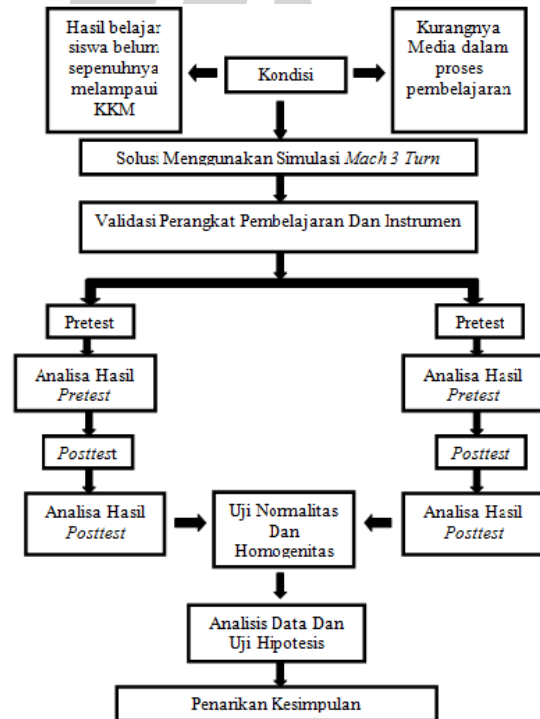 Hasil belajar
siswa belum
sepenuhnya
melampaui
KKM
Kondisi
Kurangnya
Media dalam
proses
pembelajaran
Solusi Menggunakan Simulasi Mach 3 Turn
Validasi Perangkat Pembelajaran Dan Instrumen
Pretest
Pretest
Analisa Hasil
Pretest
Analisa Hasil
Pretest
Posttest
Posttest
Analisa Hasil
Posttest
Uji Normalitas
Dan
Homogenitas
Analisa Hasil
Posttest
Analisis Data Dan
Uji Hipotesis
Penarikan Kesimpulan